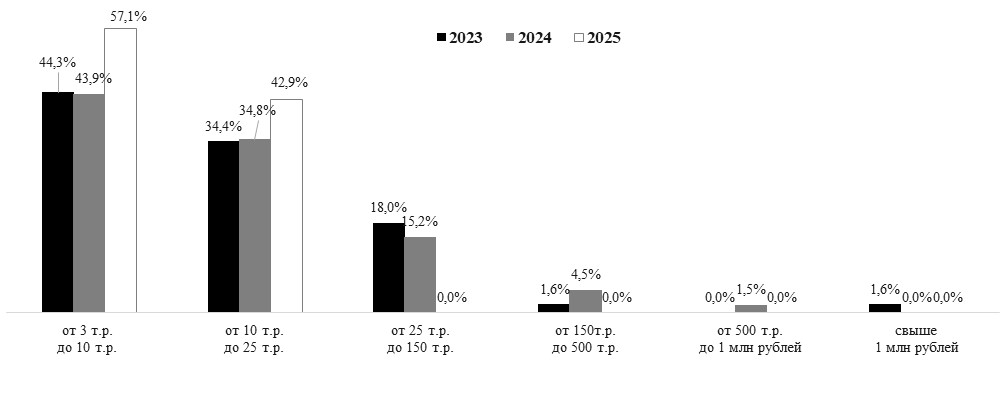 57,1%
2023 2024 2025
44,3%
43,9%
42,9%
34,4%
34,8%
18,0%
15,2%
0,0%
1,6%
4,5%
0,0%
0,0%
1,5%
0,0%
1,6%
0,0%
0,0%
от 3 т.р.
до 10 т.р.
от 10 т.р.
до 25 т.р.
от 25 т.р.
до 150 т.р.
от 150т.р.
до 500 т.р.
от 500 т.р.
до 1 млн рублей
свыше
1 млн рублей